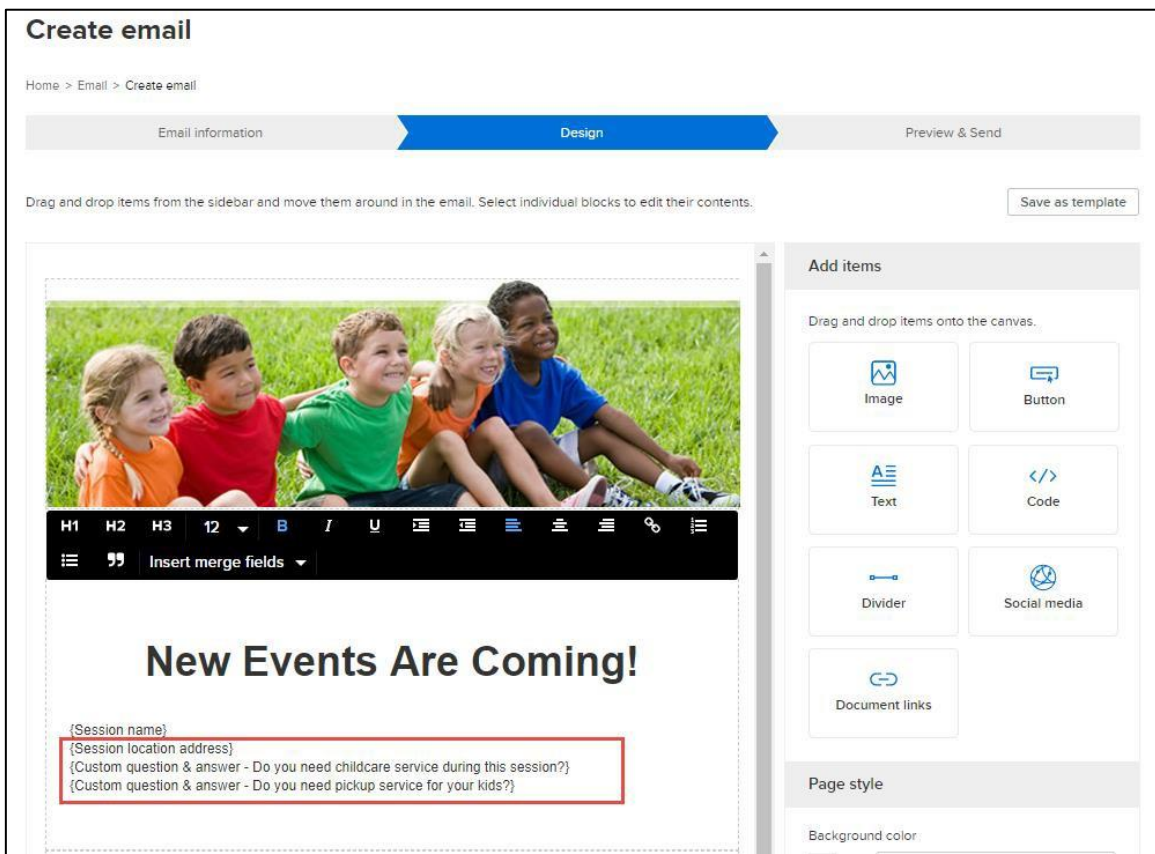 Create email
Home > Email > Create email
Email information
Design
Preview & Send
Drag and drop items from the sidebar and move them around in the email. Select individual blocks to edit their contents.
Save as template
Add items
Drag and drop items onto the canvas.
Image
Button
Text
Code
Divider
Social media
Document links
H1 H2 H3 12 B I U
Insert merge fields
New Events Are Coming!
{Session name}
{Session location address}
{Custom question & answer - Do you need childcare service during this session?}
{Custom question & answer - Do you need pickup service for your kids?}
Page style
Background color